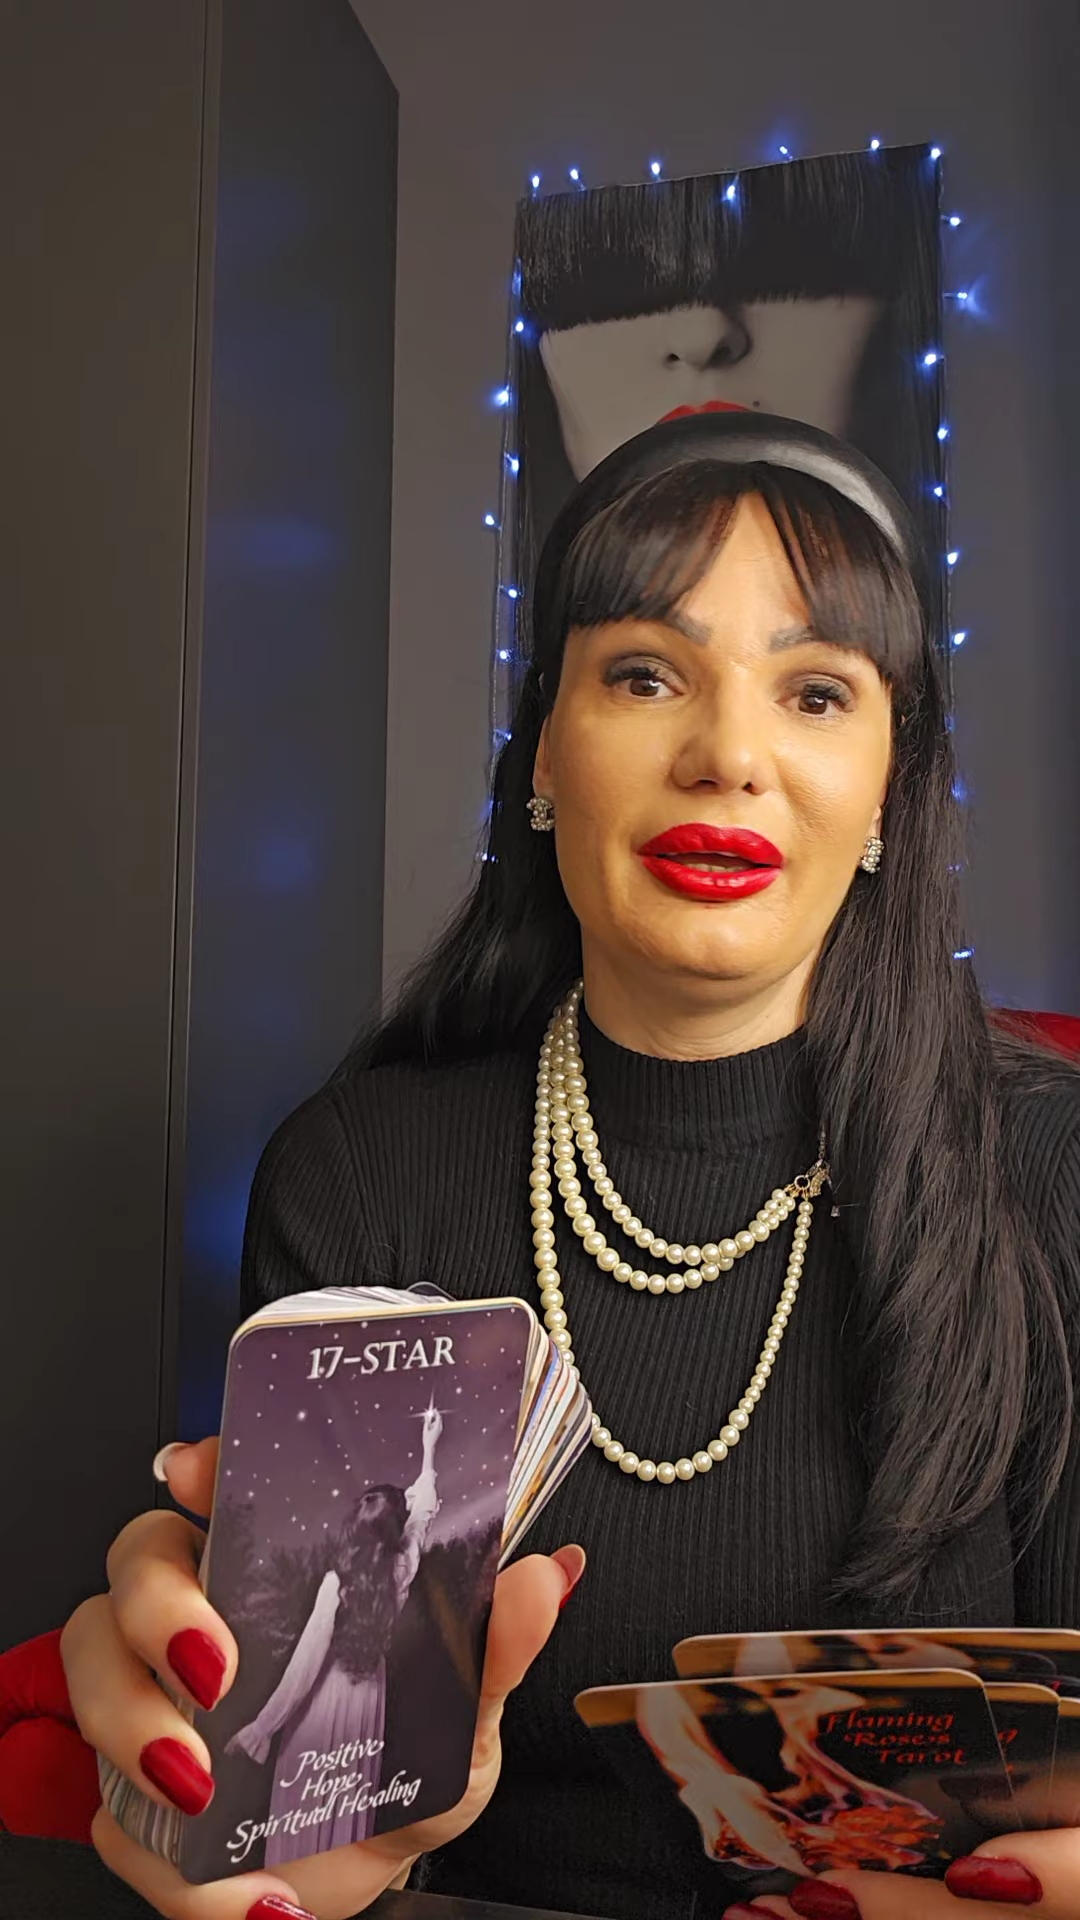 17-STAR
Positive
Hope
Spiritual Healing
Flaming
Roses
Tarot